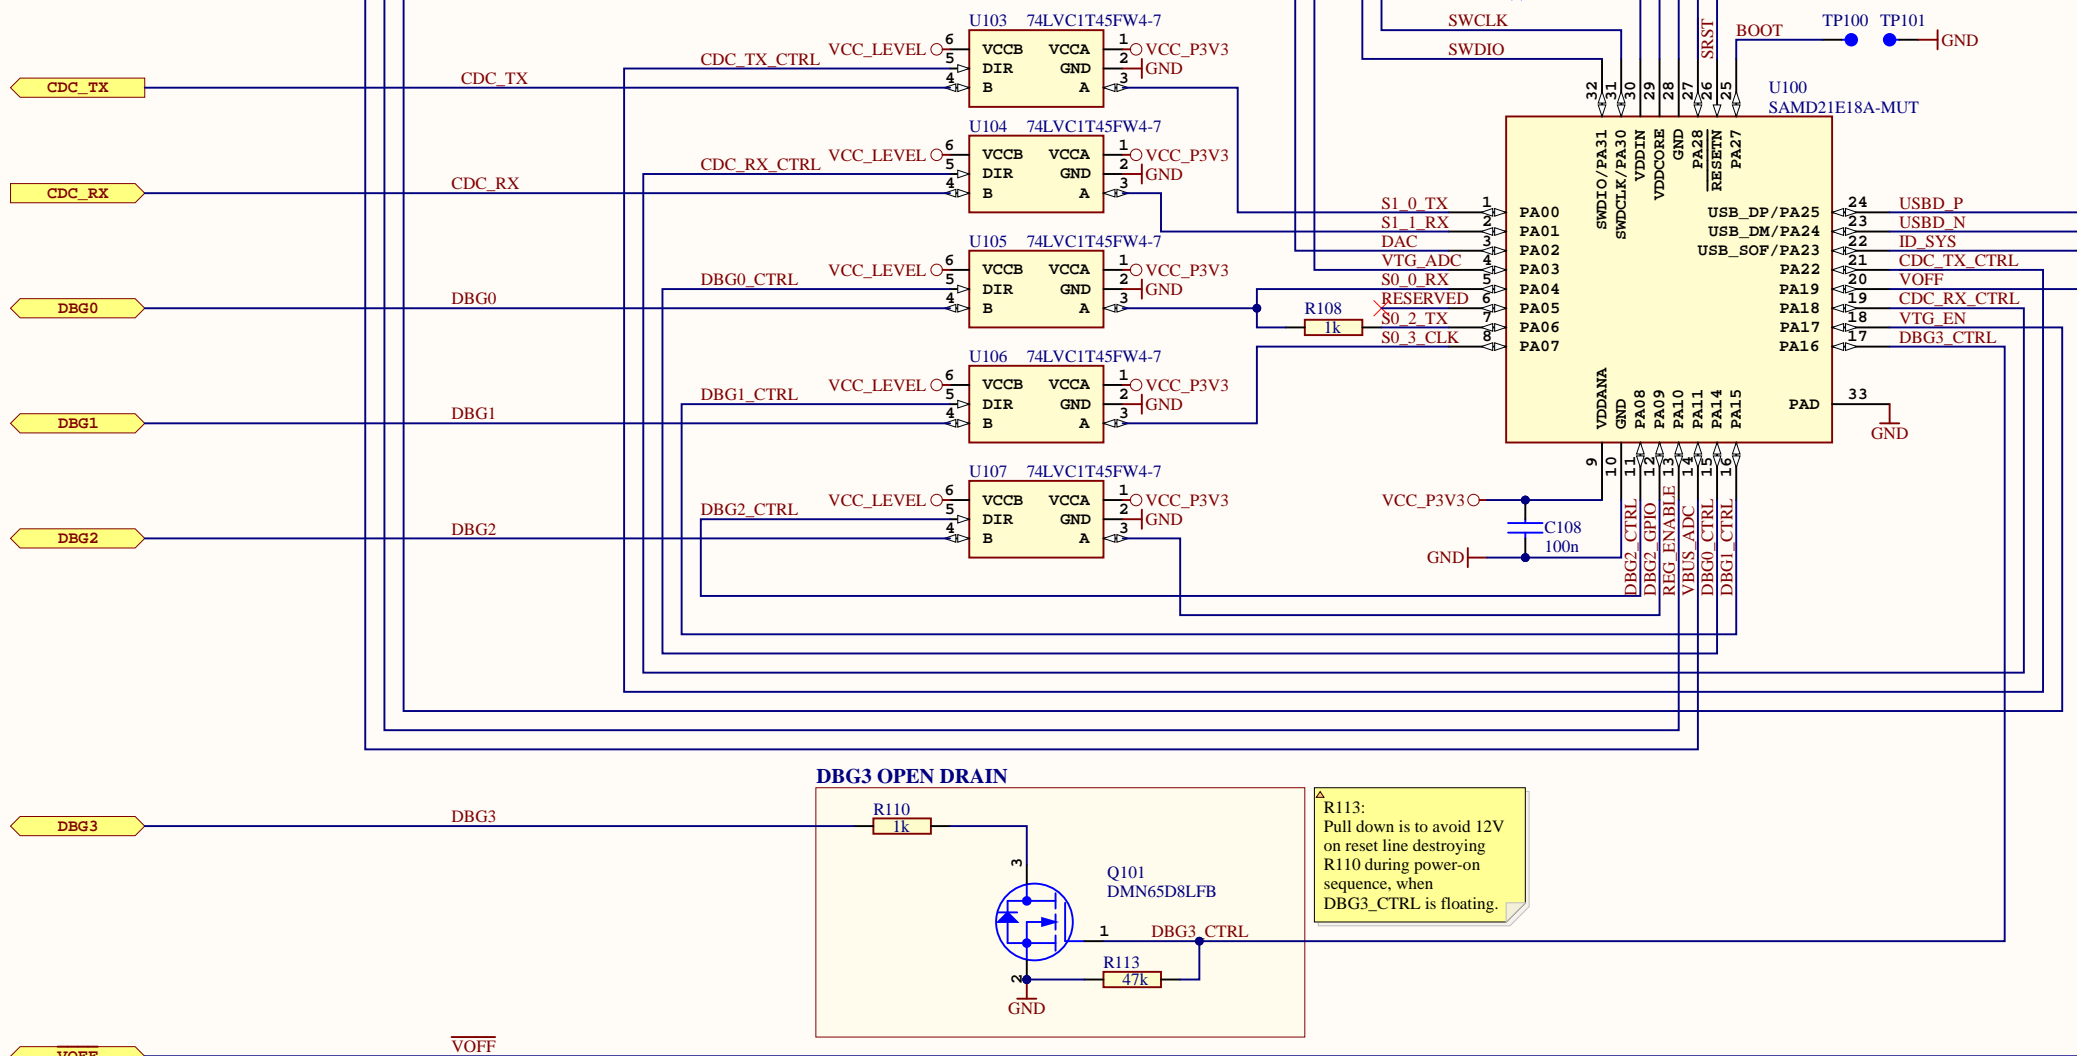 U103 74LVC1T45FW4-7
VCC_LEVEL 6 VCCB VCCA 1 VCC_P3V3
CDC_TX_CTRL 5 DIR GND 2 GND
CDC_TX CDC_TX 4 B A 3
U104 74LVC1T45FW4-7
VCC_LEVEL 6 VCCB VCCA 1 VCC_P3V3
CDC_RX_CTRL 5 DIR GND 2 GND
CDC_RX CDC_RX 4 B A 3
U105 74LVC1T45FW4-7
VCC_LEVEL 6 VCCB VCCA 1 VCC_P3V3
DBG0_CTRL 5 DIR GND 2 GND
DBG0 DBG0 4 B A 3
U106 74LVC1T45FW4-7
VCC_LEVEL 6 VCCB VCCA 1 VCC_P3V3
DBG1_CTRL 5 DIR GND 2 GND
DBG1 DBG1 4 B A 3
U107 74LVC1T45FW4-7
VCC_LEVEL 6 VCCB VCCA 1 VCC_P3V3
DBG2_CTRL 5 DIR GND 2 GND
DBG2 DBG2 4 B A 3
R108
1k
SWCLK
SWDIO
SRST
BOOT
TP100 TP101
GND
U100
SAMD21E18A-MUT
32 31 30 29 28 27 26 25
SWDIO/PA31
SWDCLK/PA30
VDDIN
VDDCORE
GND
PA28
RESETN
PA27
S1_0_TX 1 PA00
S1_1_RX 2 PA01
DAC 3 PA02
VTG_ADC 4 PA03
S0_0_RX 5 PA04
RESERVED 6 PA05
S0_2_TX 7 PA06
S0_3_CLK 8 PA07
USB_DP/PA25 24 USBD_P
USB_DM/PA24 23 USBD_N
USB_SOF/PA23 22 ID_SYS
PA22 21 CDC_TX_CTRL
PA19 20 VOFF
PA18 19 CDC_RX_CTRL
PA17 18 VTG_EN
PA16 17 DBG3_CTRL
PAD 33
GND
VDDANA
GND
PA08
PA09
PA10
PA11
PA14
PA15
9 10 11 12 13 14 15 16
DBG2_CTRL
DBG2_GPIO
REG_ENABLE
VBUS_ADC
DBG0_CTRL
DBG1_CTRL
VCC_P3V3
C108
100n
GND
DBG3 OPEN DRAIN
DBG3 DBG3
R110
1k
3
Q101
DMN65D8LFB
1 DBG3_CTRL
R113
47k
2
GND
R113:
Pull down is to avoid 12V
on reset line destroying
R110 during power-on
sequence, when
DBG3_CTRL is floating.
VOFF VOFF